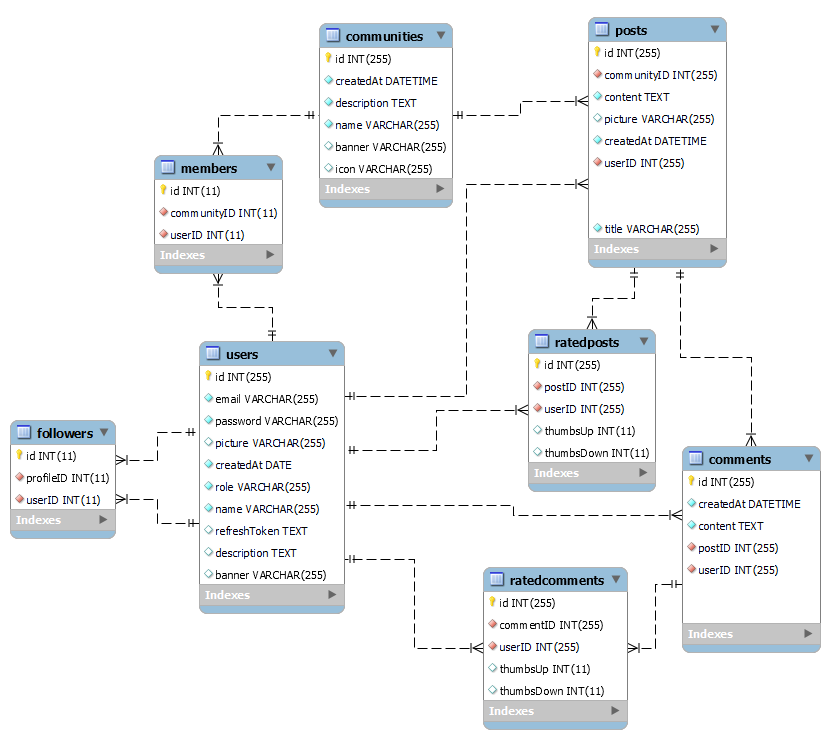 communities
id INT(255)
createdAt DATETIME
description TEXT
name VARCHAR(255)
banner VARCHAR(255)
icon VARCHAR(255)
Indexes
posts
id INT(255)
communityID INT(255)
content TEXT
picture VARCHAR(255)
createdAt DATETIME
userID INT(255)
title VARCHAR(255)
Indexes
members
id INT(11)
communityID INT(11)
userID INT(11)
Indexes
users
id INT(255)
email VARCHAR(255)
password VARCHAR(255)
picture VARCHAR(255)
createdAt DATE
role VARCHAR(255)
name VARCHAR(255)
refreshToken TEXT
description TEXT
banner VARCHAR(255)
Indexes
ratedposts
id INT(255)
postID INT(255)
userID INT(255)
thumbsUp INT(11)
thumbsDown INT(11)
Indexes
followers
id INT(11)
profileID INT(11)
userID INT(11)
Indexes
comments
id INT(255)
createdAt DATETIME
content TEXT
postID INT(255)
userID INT(255)
Indexes
ratedcomments
id INT(255)
commentID INT(255)
userID INT(255)
thumbsUp INT(11)
thumbsDown INT(11)
Indexes